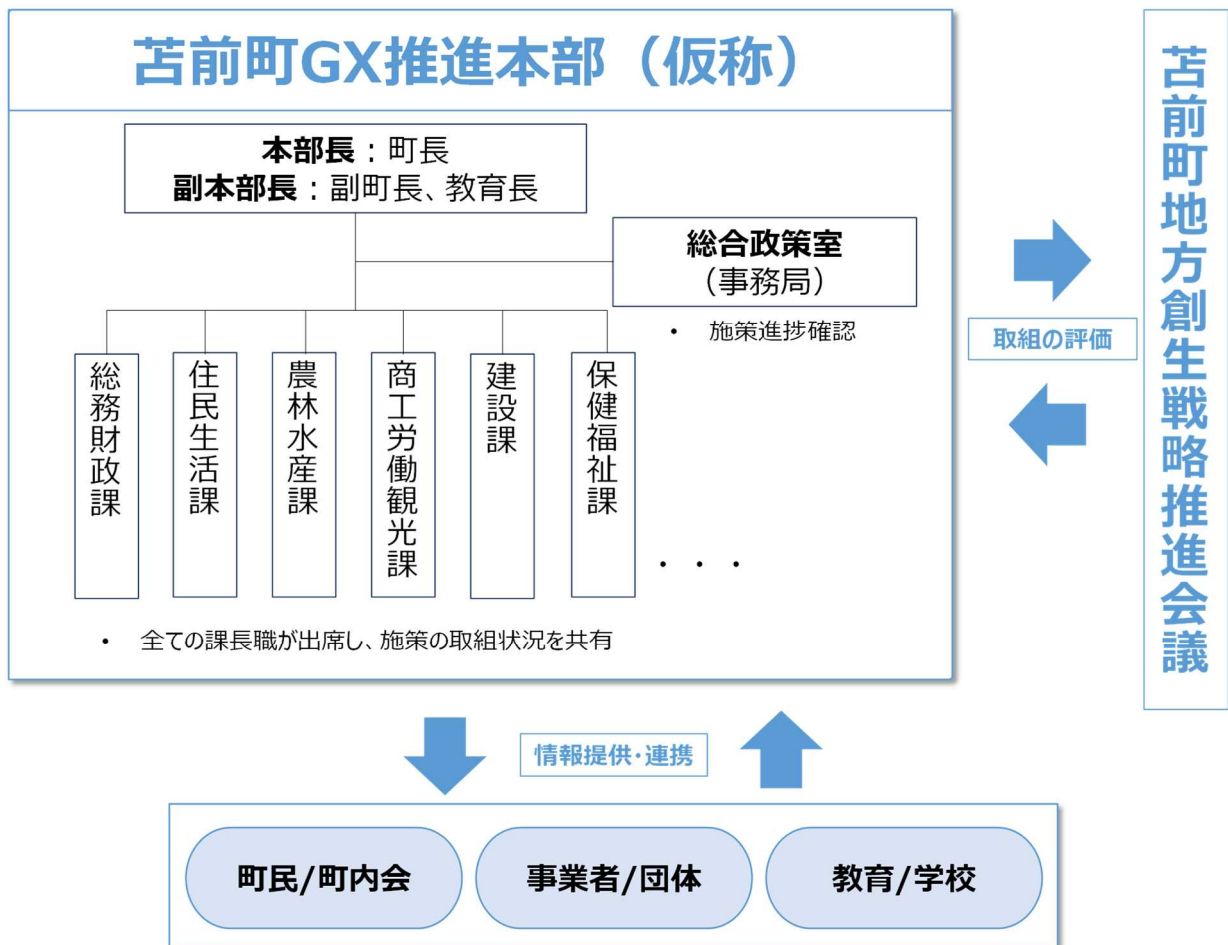 苫前町GX推進本部（仮称）
本部長：町長
副本部長：副町長、教育長
総合政策室
（事務局）
• 施策進捗確認
総務財政課
住民生活課
農林水産課
商工労働観光課
建設課
保健福祉課
・・・
• 全ての課長職が出席し、施策の取組状況を共有
取組の評価
苫前町地方創生戦略推進会議
情報提供・連携
町民/町内会
事業者/団体
教育/学校